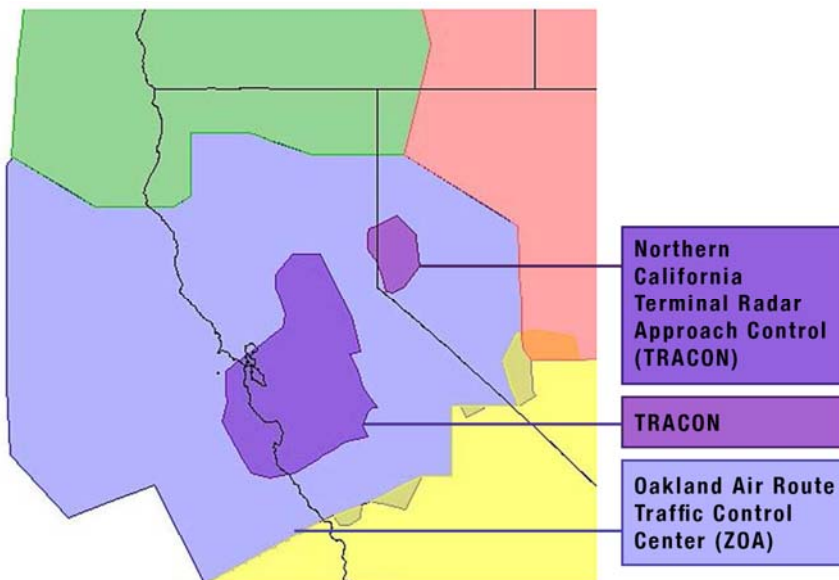 Northern
California
Terminal Radar
Approach Control
(TRACON)
TRACON
Oakland Air Route
Traffic Control
Center (ZOA)